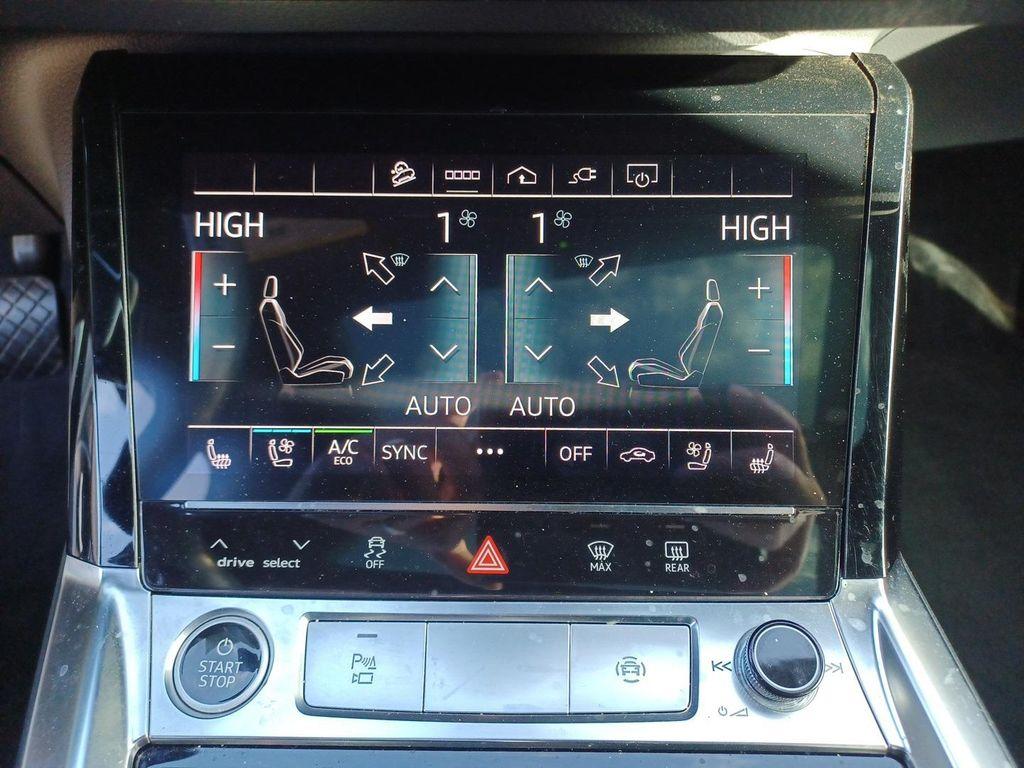 HIGH 1 1 HIGH
+ +
- -
AUTO AUTO
A/C
ECO
SYNC
...
OFF
drive select
OFF
MAX
REAR
START
STOP
P